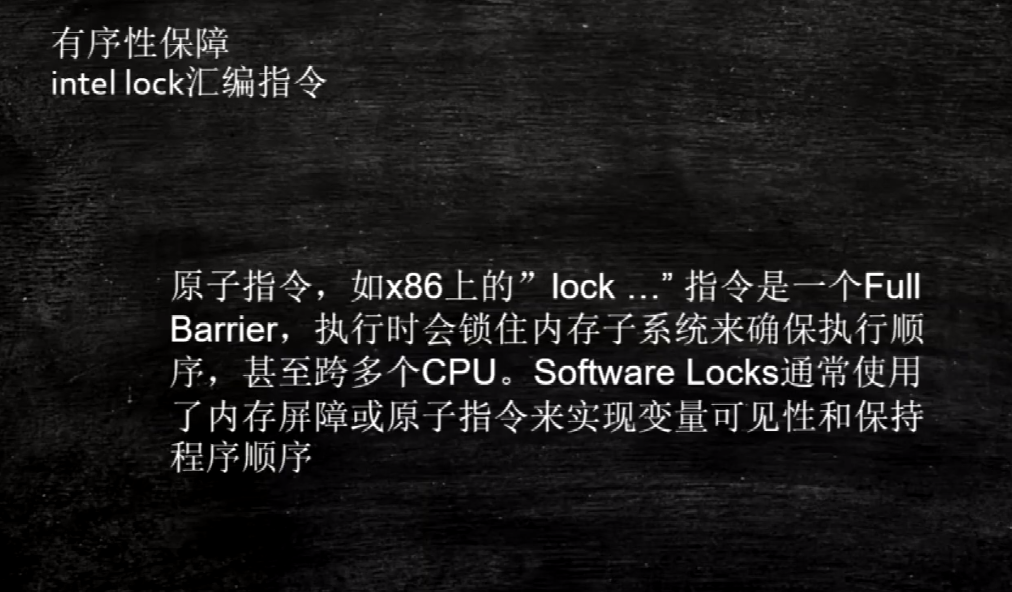 有序性保障
intel lock汇编指令
原子指令，如x86上的”lock …” 指令是一个Full
Barrier，执行时会锁住内存子系统来确保执行顺
序，甚至跨多个CPU。Software Locks通常使用
了内存屏障或原子指令来实现变量可见性和保持
程序顺序